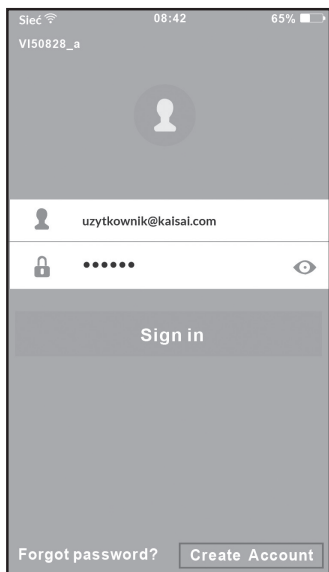 Sieć 08:42 65%
VI50828_a
uzytkownik@kaisai.com
••••••
Sign in
Forgot password? Create Account